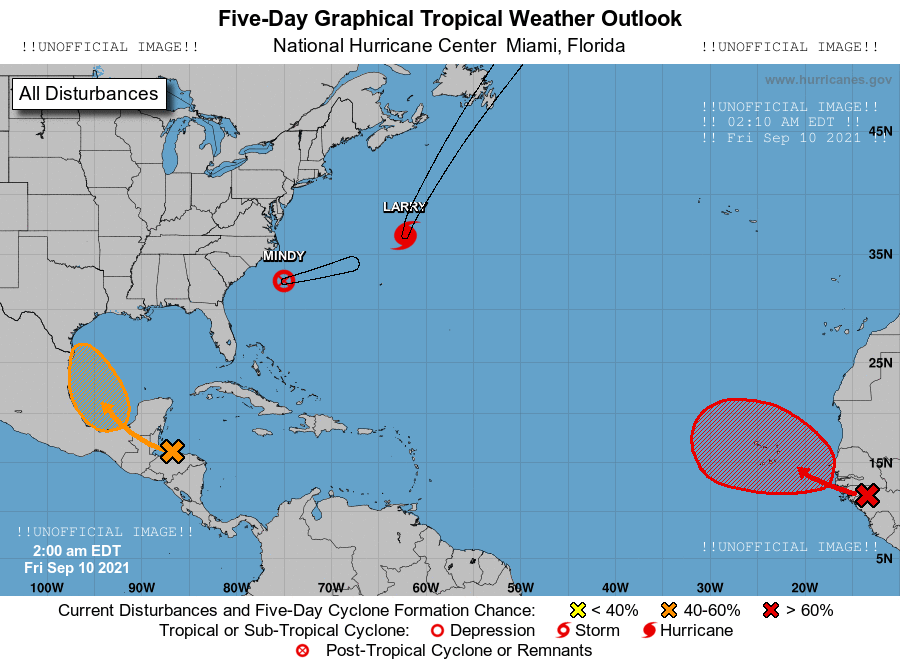 Five-Day Graphical Tropical Weather Outlook
!!UNOFFICIAL IMAGE!! National Hurricane Center Miami, Florida !!UNOFFICIAL IMAGE!!
All Disturbances
www.hurricanes.gov
!!UNOFFICIAL IMAGE!!
!! 02:10 AM EDT !!
!! Fri Sep 10 2021 !!
45N
LARRY
MINDY
35N
25N
15N
!!UNOFFICIAL IMAGE!!
2:00 am EDT
Fri Sep 10 2021
!!UNOFFICIAL IMAGE!!
5N
100W 90W 80W 70W 60W 50W 30W 20W
Current Disturbances and Five-Day Cyclone Formation Chance: < 40% 40-60% > 60%
Tropical or Sub-Tropical Cyclone: Depression Storm Hurricane
Post-Tropical Cyclone or Remnants